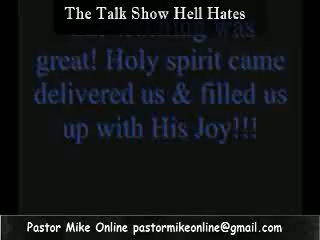 The Talk Show Hell Hates
was
great! Holy spirit came
delivered us & filled us
up with His Joy!!!
Pastor Mike Online pastormikeonline@gmail.com